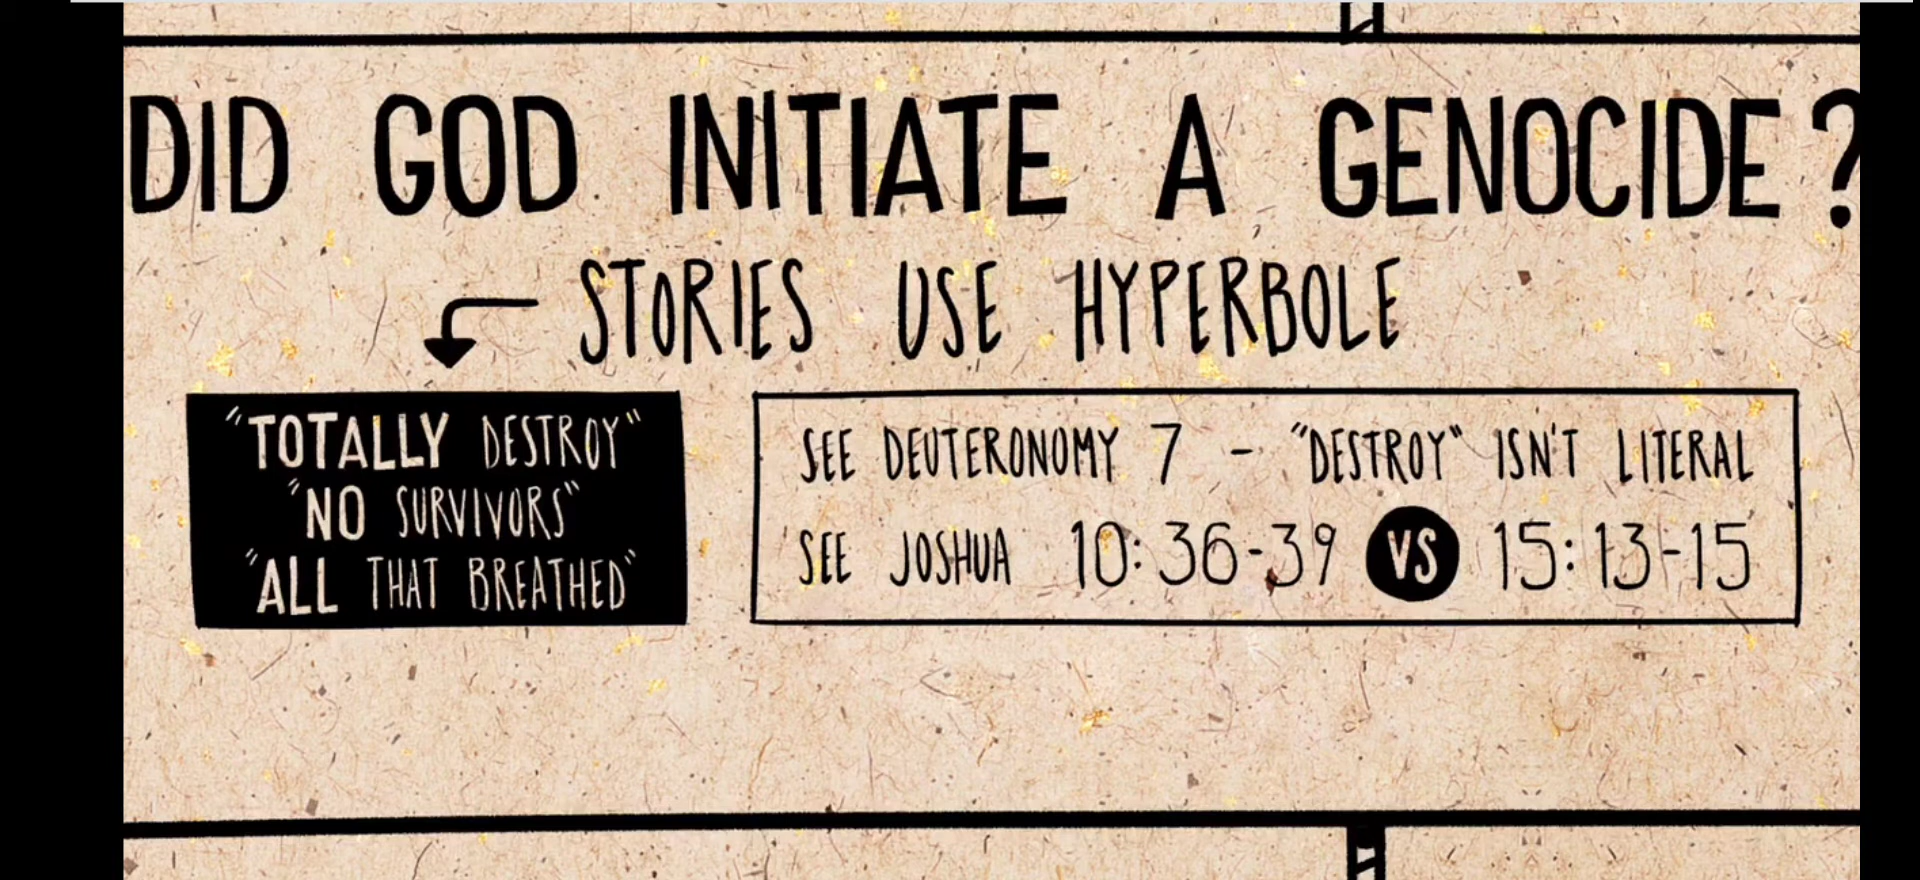 DID GOD INITIATE A GENOCIDE?
STORIES USE HYPERBOLE
"TOTALLY DESTROY"
"NO SURVIVORS"
"ALL THAT BREATHED"
SEE DEUTERONOMY 7 - "DESTROY" ISN'T LITERAL
SEE JOSHUA 10:36-39 VS 15:13-15